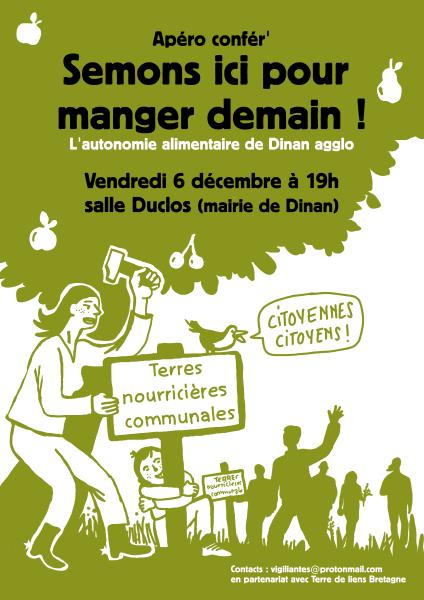 Apéro confér'
Semons ici pour
manger demain !
L'autonomie alimentaire de Dinan agglo
Vendredi 6 décembre à 19h
salle Duclos (mairie de Dinan)
CITOYENNES
CITOYENS !
Terres
nourricières
communales
Terres
nourricières
communales
Contacts : vigiliantes@protonmail.com
en partenariat avec Terre de liens Bretagne